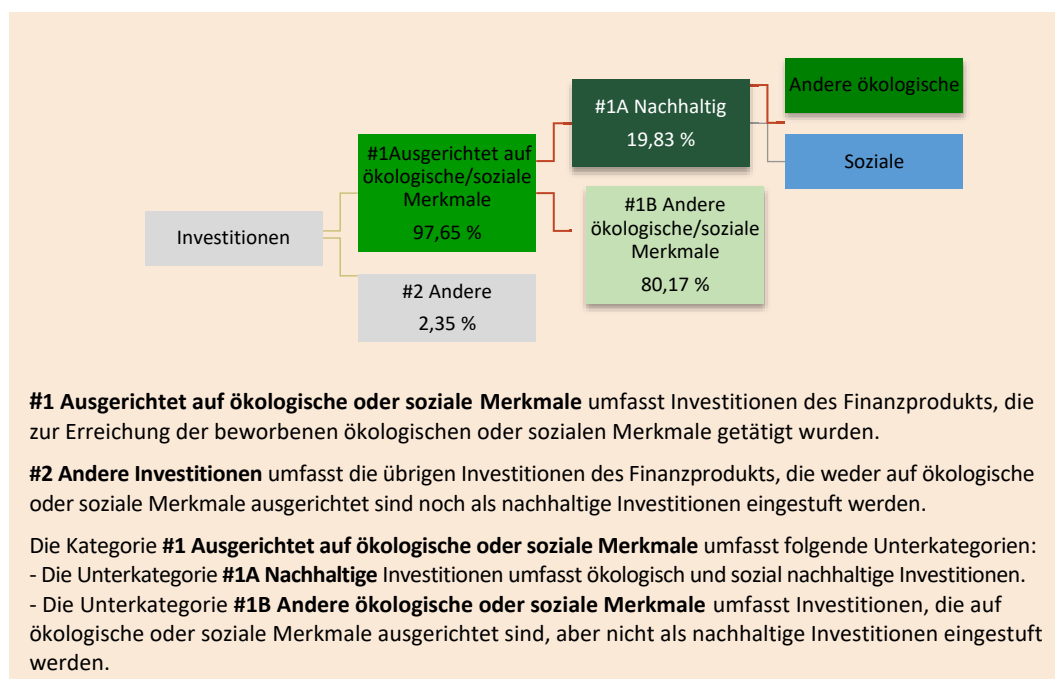 Andere ökologische
#1A Nachhaltig
19,83 %
Soziale
#1Ausgerichtet auf
ökologische/soziale
Merkmale
97,65 %
#1B Andere
ökologische/soziale
Merkmale
80,17 %
Investitionen
#2 Andere
2,35 %
#1 Ausgerichtet auf ökologische oder soziale Merkmale umfasst Investitionen des Finanzprodukts, die
zur Erreichung der beworbenen ökologischen oder sozialen Merkmale getätigt wurden.
#2 Andere Investitionen umfasst die übrigen Investitionen des Finanzprodukts, die weder auf ökologische
oder soziale Merkmale ausgerichtet sind noch als nachhaltige Investitionen eingestuft werden.
Die Kategorie #1 Ausgerichtet auf ökologische oder soziale Merkmale umfasst folgende Unterkategorien:
- Die Unterkategorie #1A Nachhaltige Investitionen umfasst ökologisch und sozial nachhaltige Investitionen.
- Die Unterkategorie #1B Andere ökologische oder soziale Merkmale umfasst Investitionen, die auf
ökologische oder soziale Merkmale ausgerichtet sind, aber nicht als nachhaltige Investitionen eingestuft
werden.